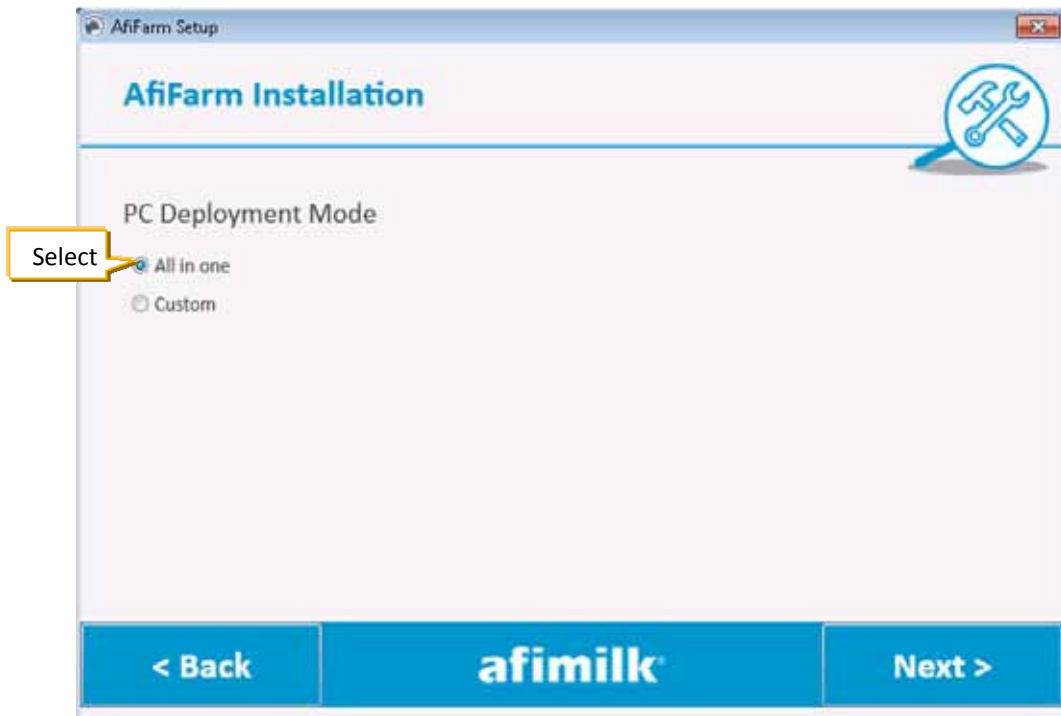 AfiFarm Setup
AfiFarm Installation
PC Deployment Mode
Select
All in one
Custom
< Back
afimilk
Next >